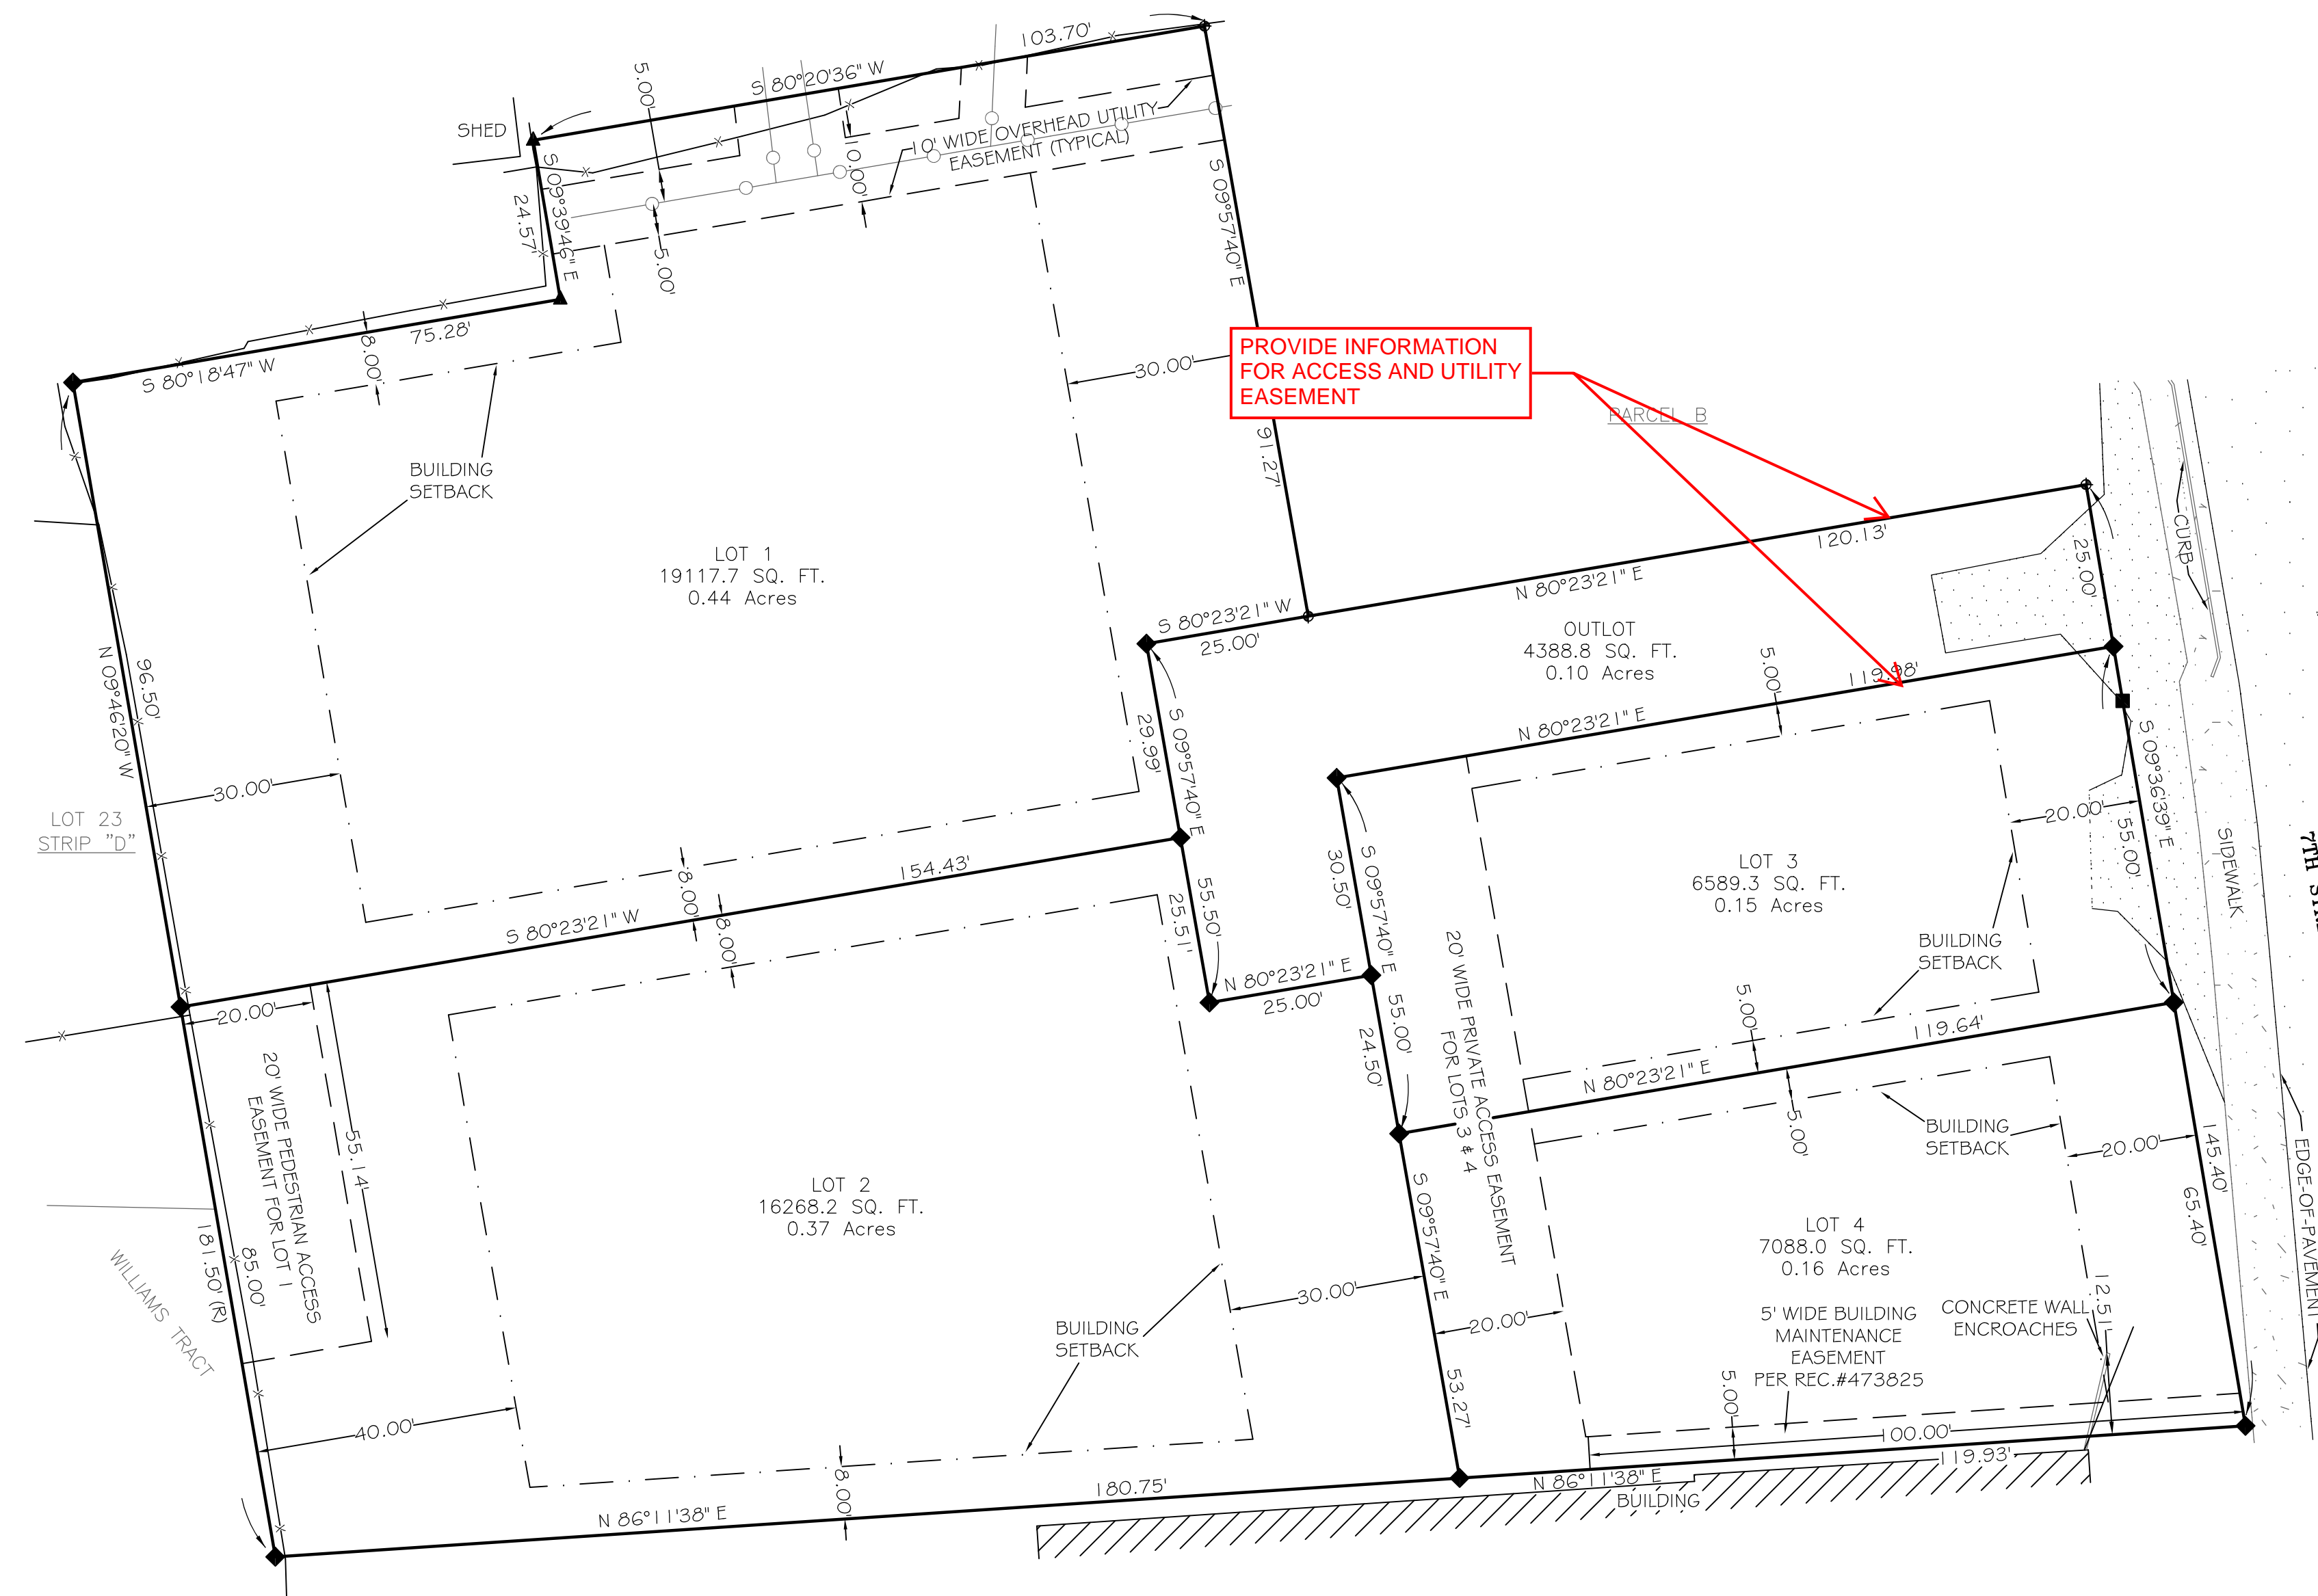 103.70'
S 80°20'36" W
5.00'
SHED
10' WIDE OVERHEAD UTILITY
EASEMENT (TYPICAL)
10.00'
S 09°39'46" E
24.57'
5.00'
S 09°57'40" E
75.28'
8.00'
S 80°18'47" W
30.00'
PROVIDE INFORMATION
FOR ACCESS AND UTILITY
EASEMENT
PARCEL B
91.27'
BUILDING
SETBACK
120.13'
CURB
25.00'
LOT 1
19117.7 SQ. FT.
0.44 Acres
N 80°23'21" E
S 80°23'21" W
25.00'
OUTLOT
4388.8 SQ. FT.
0.10 Acres
5.00'
119.98'
N 80°23'21" E
96.50'
N 09°46'20" W
29.99'
S 09°57'40" E
S 09°36'39" E
30.00'
20.00'
55.00'
LOT 23
STRIP "D"
SIDEWALK
154.43'
8.00'
8.00'
S 80°23'21" W
55.50'
25.51'
30.50'
S 09°57'40" E
LOT 3
6589.3 SQ. FT.
0.15 Acres
BUILDING
SETBACK
N 80°23'21" E
25.00'
20.00'
55.00'
24.50'
20' WIDE PRIVATE ACCESS EASEMENT
FOR LOTS 3 & 4
5.00'
119.64'
N 80°23'21" E
5.00'
BUILDING
SETBACK
20.00'
145.40'
EDGE-OF-PAVEMENT
20' WIDE PEDESTRIAN ACCESS
EASEMENT FOR LOT 1
55.14'
LOT 2
16268.2 SQ. FT.
0.37 Acres
S 09°57'40" E
65.40'
LOT 4
7088.0 SQ. FT.
0.16 Acres
181.50' (R)
85.00'
WILLIAMS TRACT
30.00'
20.00'
12.51'
5' WIDE BUILDING
MAINTENANCE
EASEMENT
PER REC.#473825
CONCRETE WALL
ENCROACHES
BUILDING
SETBACK
53.27'
5.00'
40.00'
100.00'
119.93'
8.00'
180.75'
N 86°11'38" E
N 86°11'38" E
BUILDING
7TH